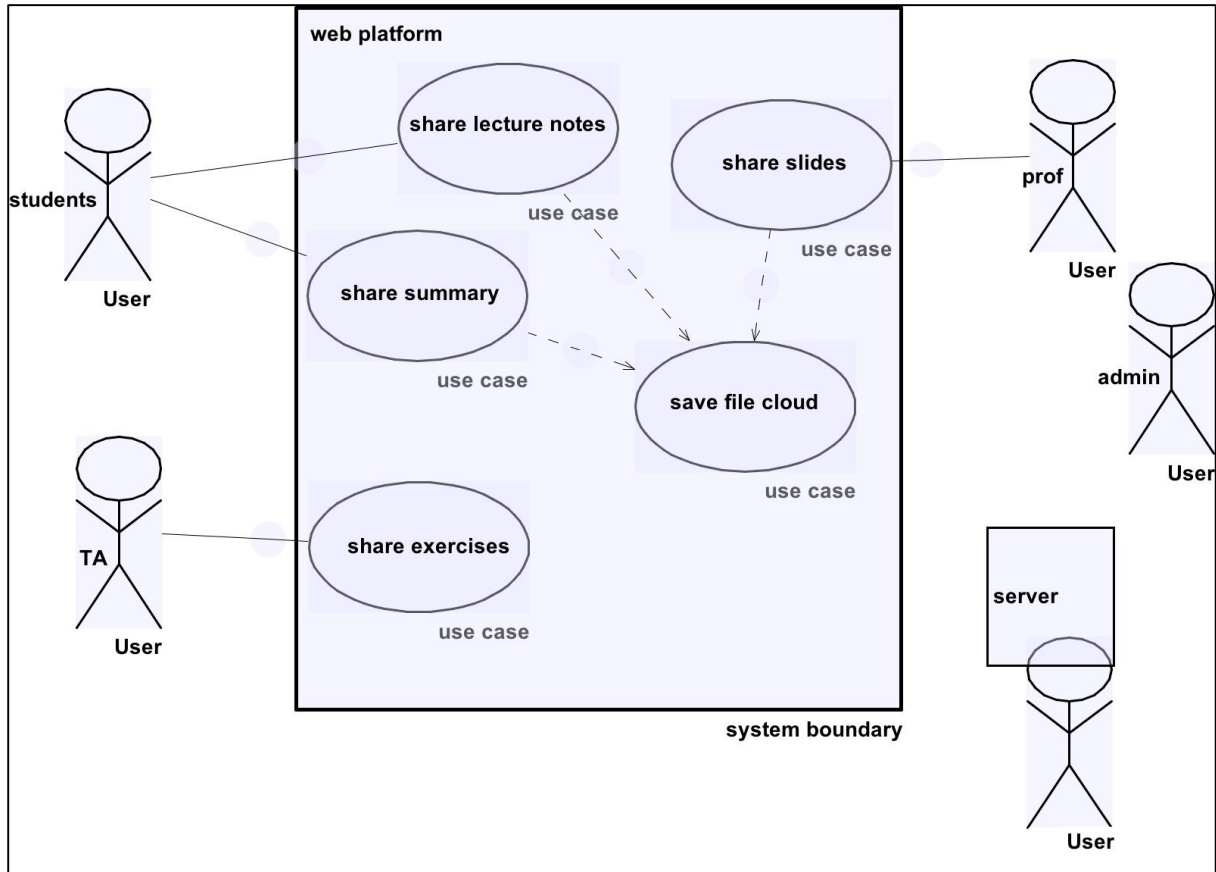 web platform
share lecture notes
use case
share slides
use case
students
User
prof
User
share summary
use case
admin
User
save file cloud
use case
TA
User
share exercises
use case
server
User
system boundary